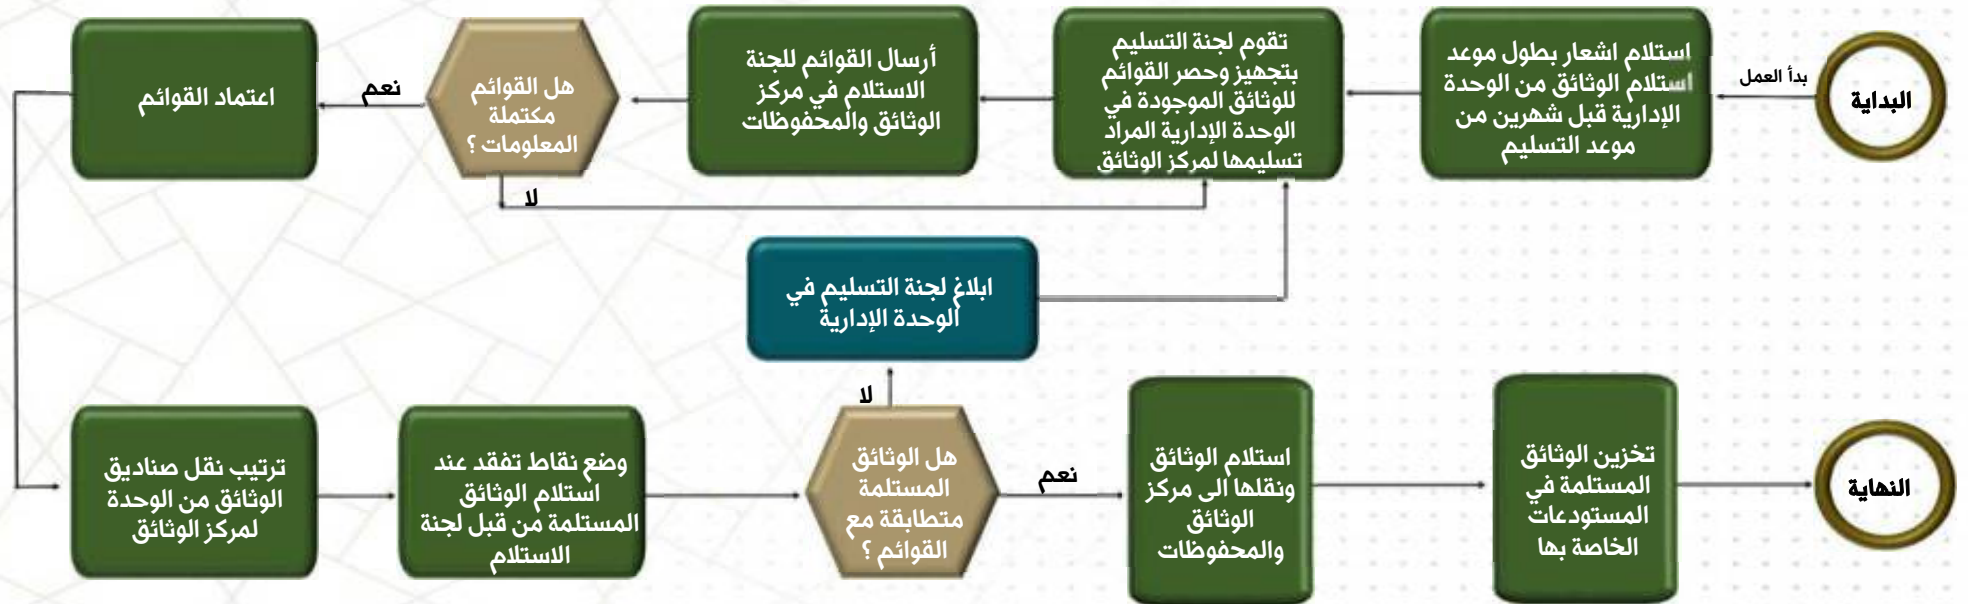 البداية
بدأ العمل
استلام اشعار بطول موعد
استلام الوثائق من الوحدة
الإدارية قبل شهرين من
موعد التسليم
تقوم لجنة التسليم
بتجهيز وحصر القوائم
للوثائق الموجودة في
الوحدة الإدارية المراد
تسليمها لمركز الوثائق
أرسال القوائم للجنة
الاستلام في مركز
الوثائق والمحفوظات
هل القوائم
مكتملة
المعلومات ؟
نعم
لا
اعتماد القوائم
ابلاغ لجنة التسليم في
الوحدة الإدارية
ترتيب نقل صناديق
الوثائق من الوحدة
لمركز الوثائق
وضع نقاط تفقد عند
استلام الوثائق
المستلمة من قبل لجنة
الاستلام
هل الوثائق
المستلمة
متطابقة مع
القوائم ؟
لا
نعم
استلام الوثائق
ونقلها الى مركز
الوثائق
والمحفوظات
تخزين الوثائق
المستلمة في
المستودعات
الخاصة بها
النهاية